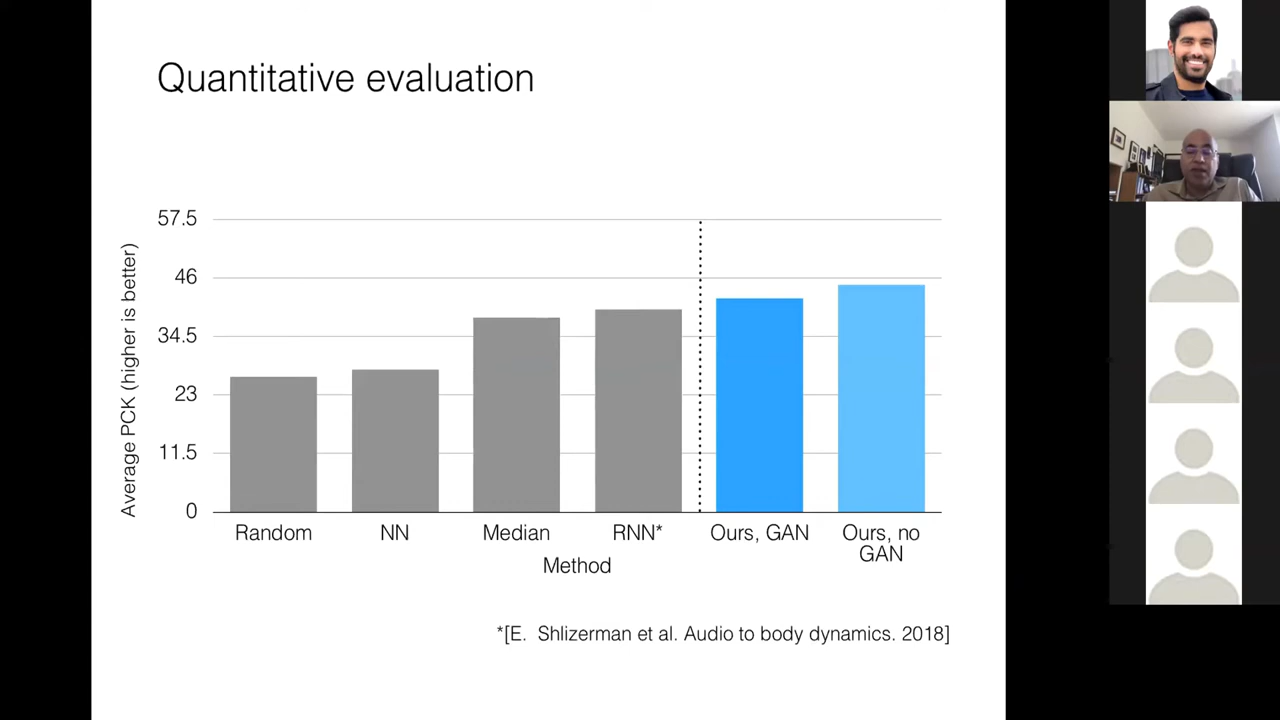 Quantitative evaluation
57.5
46
34.5
23
11.5
0
Average PCK (higher is better)
Random
NN
Median
RNN*
Ours, GAN
Ours, no
GAN
Method
*[E. Shlizerman et al. Audio to body dynamics. 2018]